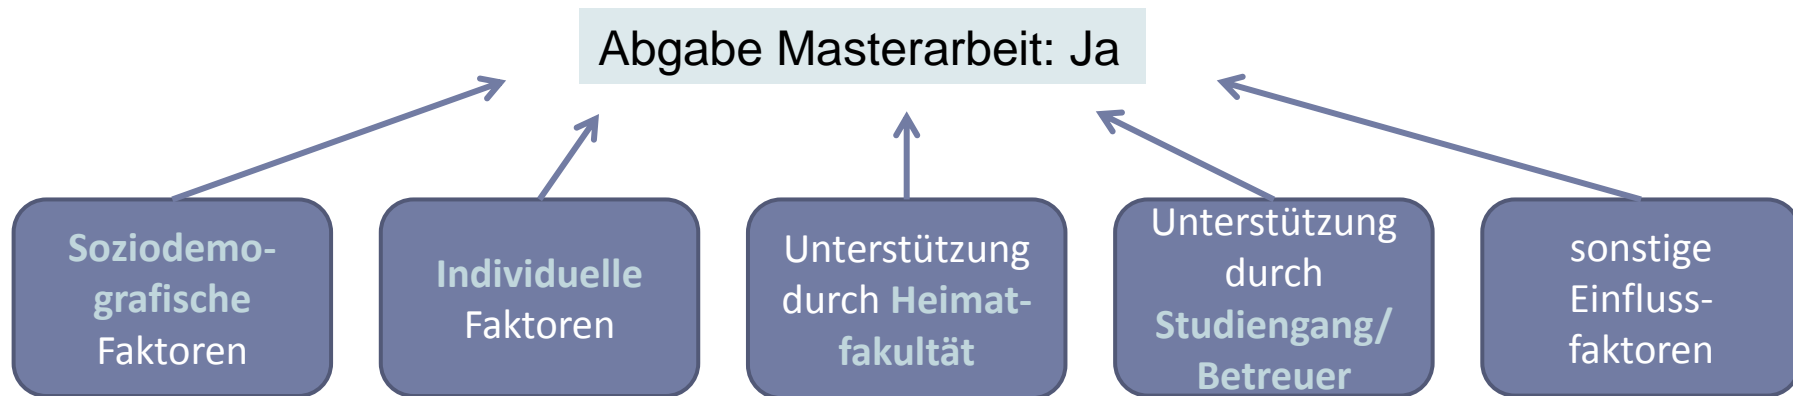 Abgabe Masterarbeit: Ja
Soziodemo-
grafische
Faktoren
Individuelle
Faktoren
Unterstützung
durch Heimat-
fakultät
Unterstützung
durch
Studiengang/
Betreuer
sonstige
Einfluss-
faktoren